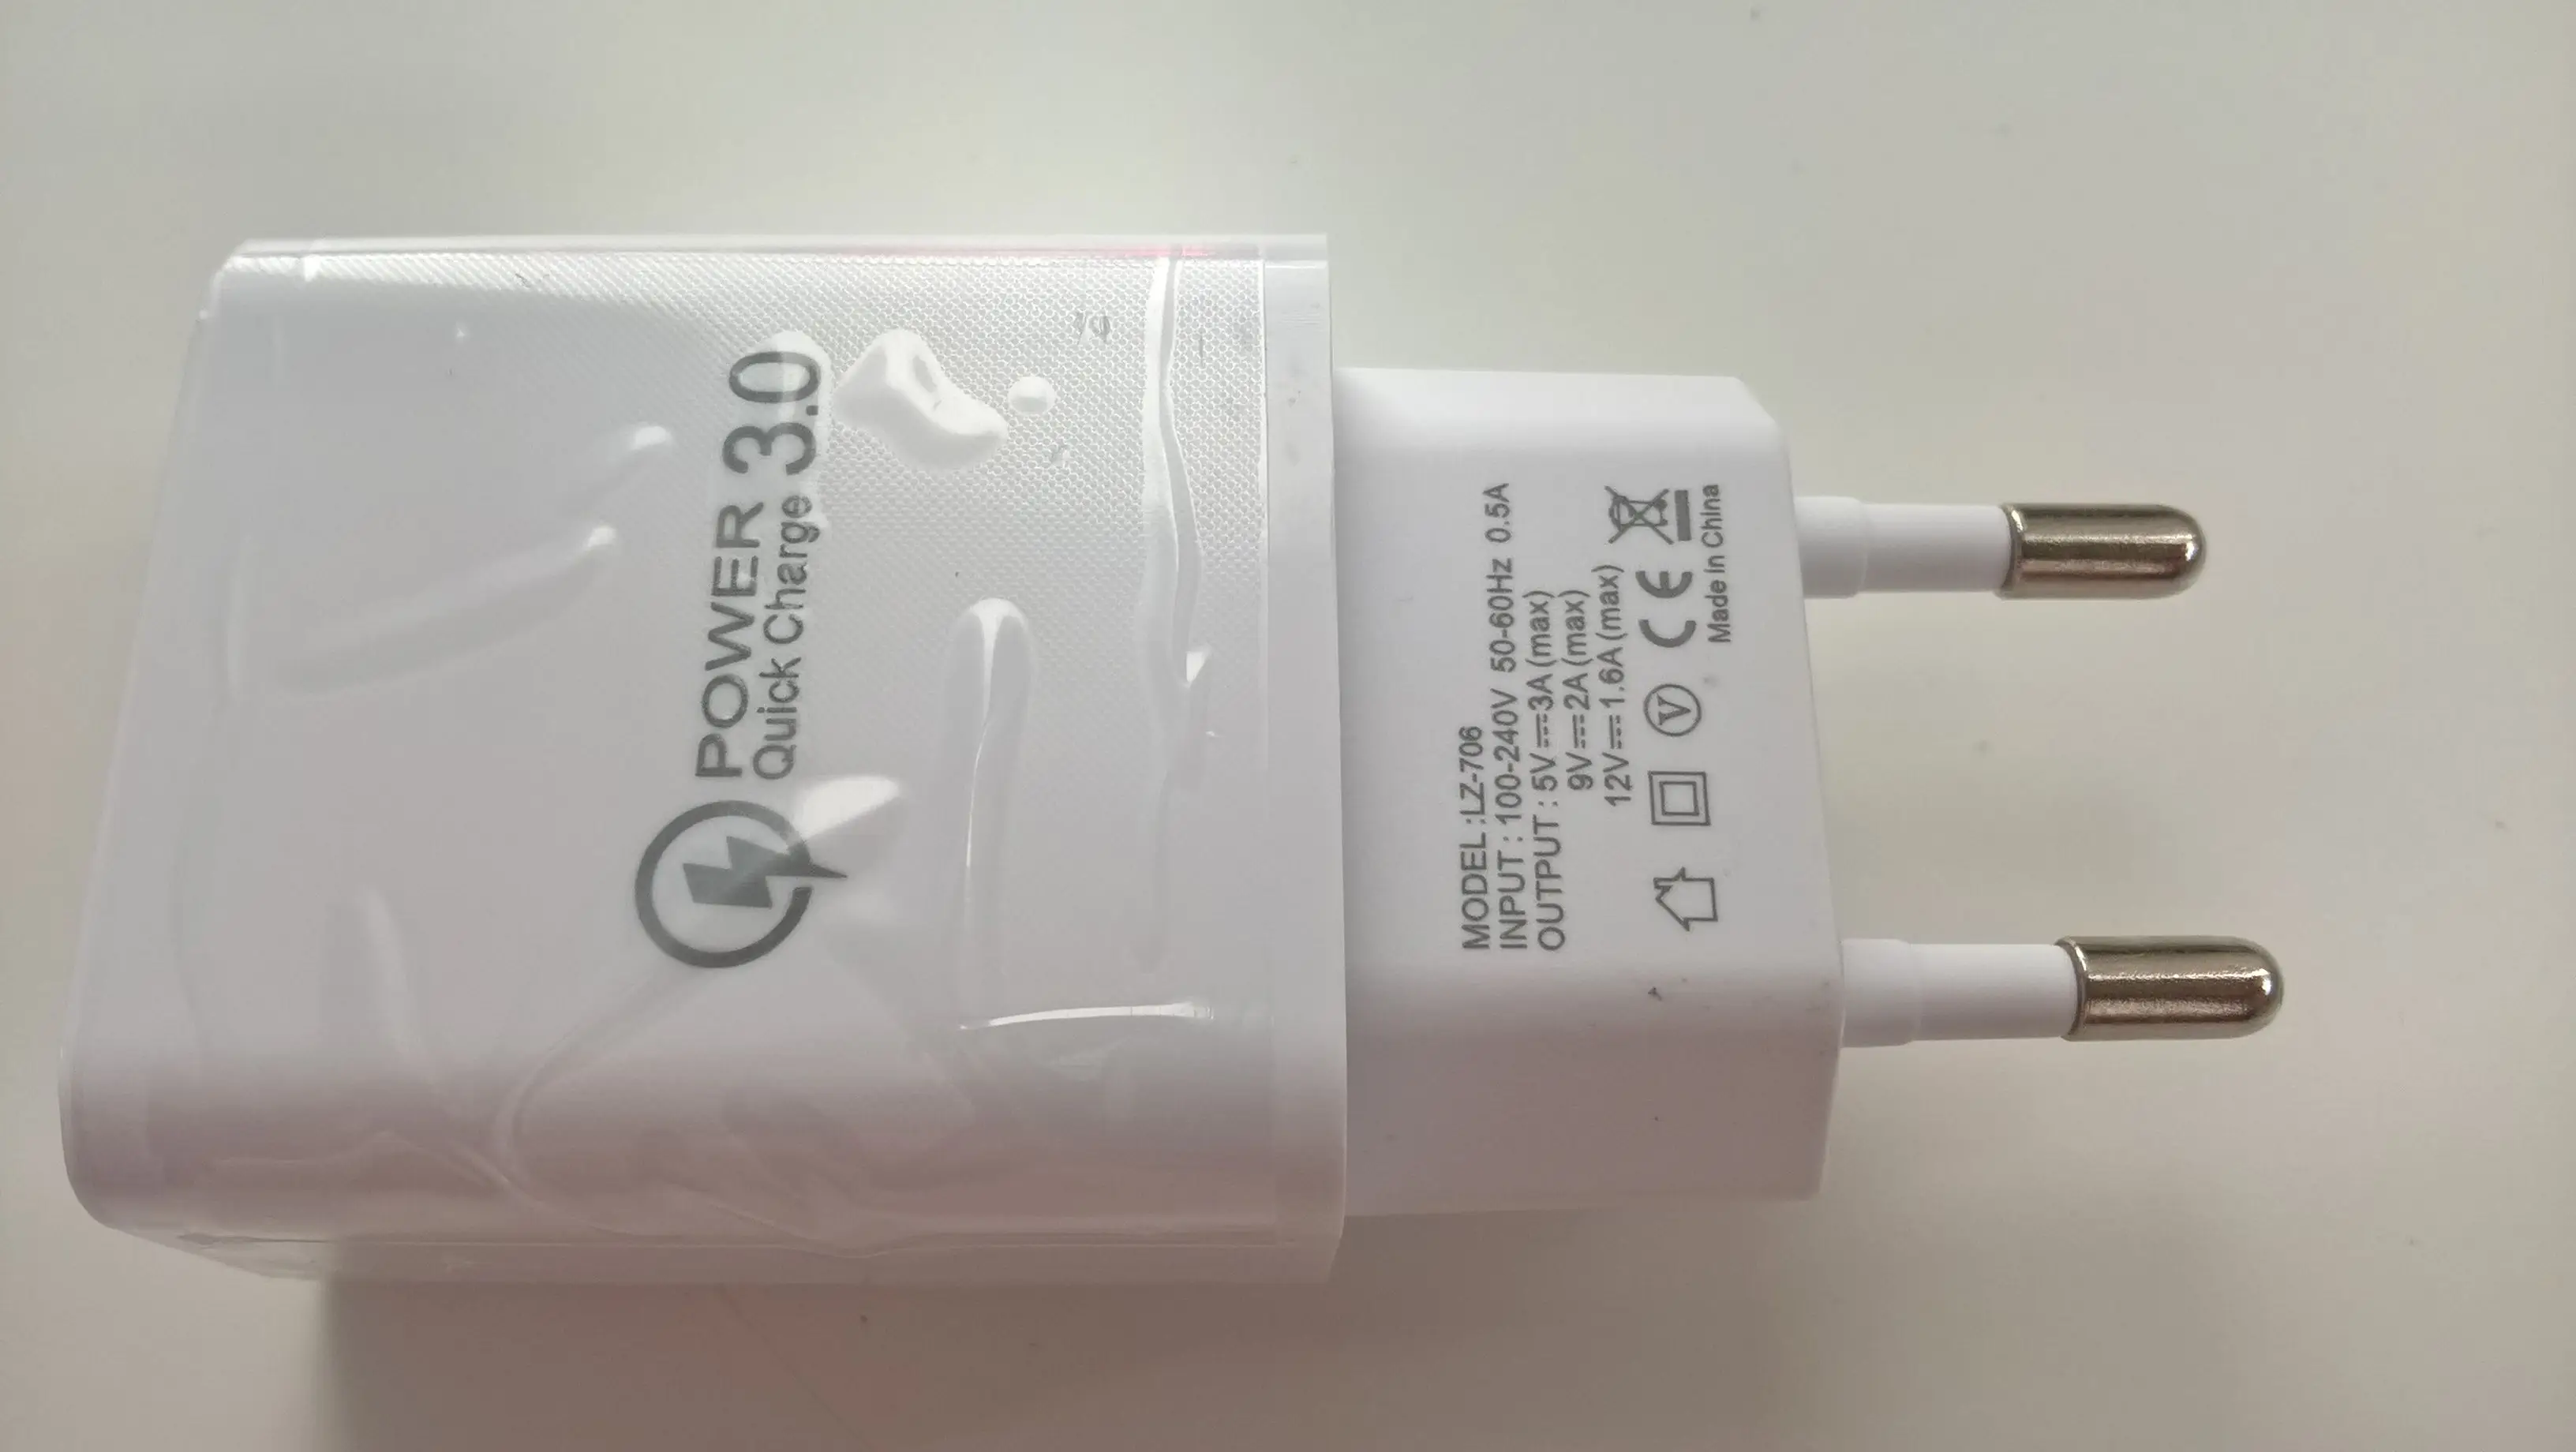 POWER 3.0
Quick Charge
MODEL:LZ-706
INPUT : 100-240V 50-60Hz 0.5A
OUTPUT : 5V⎓3A(max)
9V⎓2A(max)
12V⎓1.6A(max)
V CE
Made in China